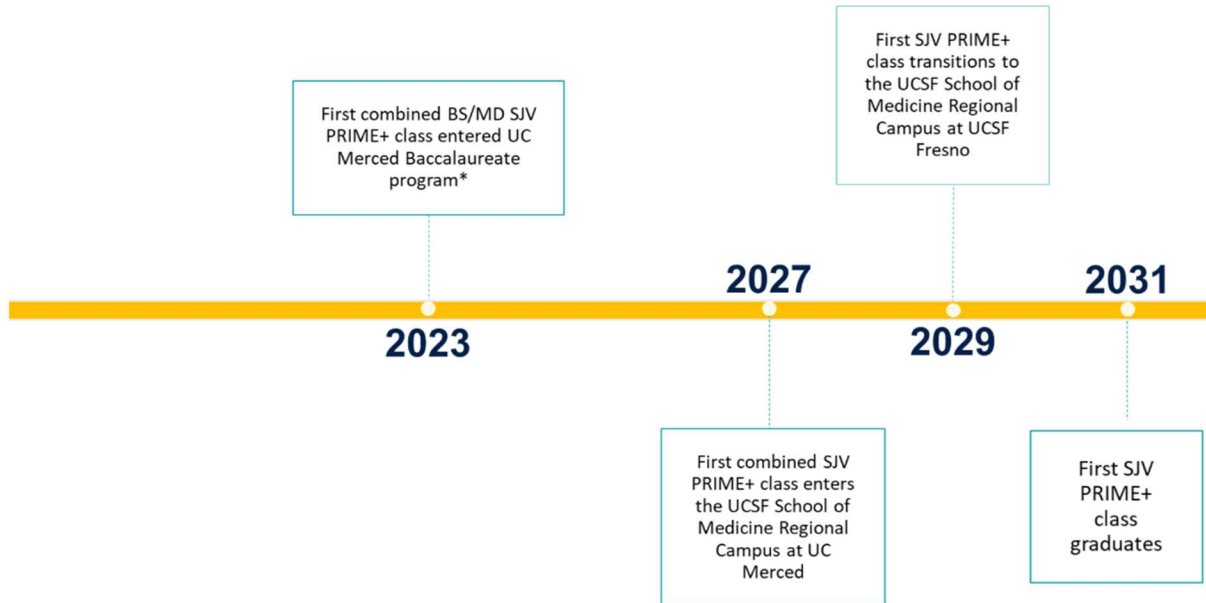 First combined BS/MD SJV
PRIME+ class entered UC
Merced Baccalaureate
program*
2023
2027
First combined SJV
PRIME+ class enters
the UCSF School of
Medicine Regional
Campus at UC
Merced
First SJV PRIME+
class transitions to
the UCSF School of
Medicine Regional
Campus at UCSF
Fresno
2029
2031
First SJV
PRIME+
class
graduates